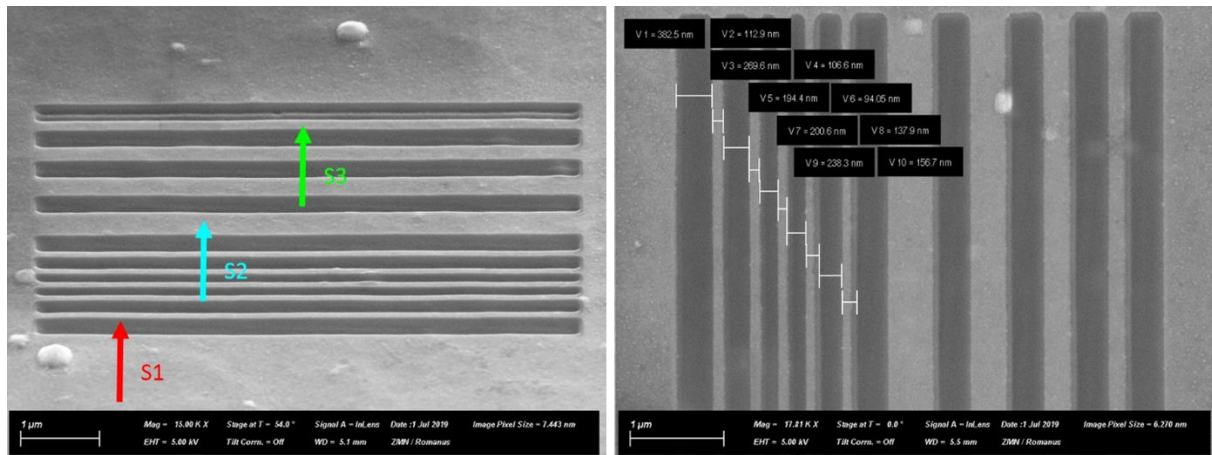 S3
S2
S1
1 µm
Mag = 15.00 K X
Stage at T = 54.0 °
Signal A = InLens
Date :1 Jul 2019
Image Pixel Size = 7.443 nm
EHT = 5.00 kV
Tilt Corrn. = Off
WD = 5.1 mm
ZMN / Romanus
V 1 = 382.5 nm
V 2 = 112.9 nm
V 3 = 269.6 nm
V 4 = 106.6 nm
V 5 = 194.4 nm
V 6 = 94.05 nm
V 7 = 200.6 nm
V 8 = 137.9 nm
V 9 = 238.3 nm
V 10 = 156.7 nm
1 µm
Mag = 17.81 K X
Stage at T = 0.0 °
Signal A = InLens
Date :1 Jul 2019
Image Pixel Size = 6.270 nm
EHT = 5.00 kV
Tilt Corrn. = Off
WD = 5.5 mm
ZMN / Romanus